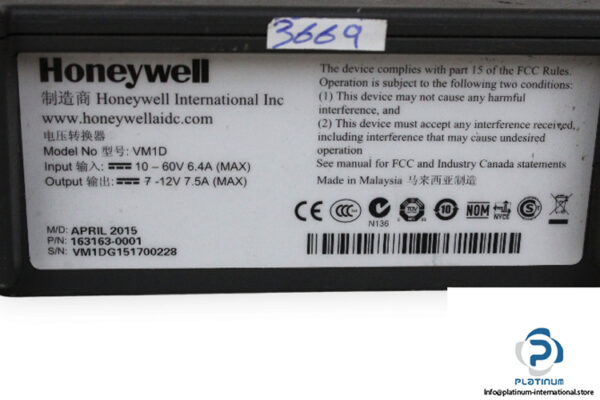 3669
Honeywell
制造商 Honeywell International Inc
www.honeywellaidc.com
电压转换器
Model No 型号: VM1D
Input 输入: 10 – 60V 6.4A (MAX)
Output 输出: 7 -12V 7.5A (MAX)
M/D: APRIL 2015
P/N: 163163-0001
S/N: VM1DG151700228
The device complies with part 15 of the FCC Rules.
Operation is subject to the following two conditions:
(1) This device may not cause any harmful
interference, and
(2) This device must accept any interference received,
including interference that may cause undesired
operation
See manual for FCC and Industry Canada statements
Made in Malaysia 马来西亚制造
CE CCC N136 10 NOM NYCE S
PLATINUM
Info@platinum-international.store